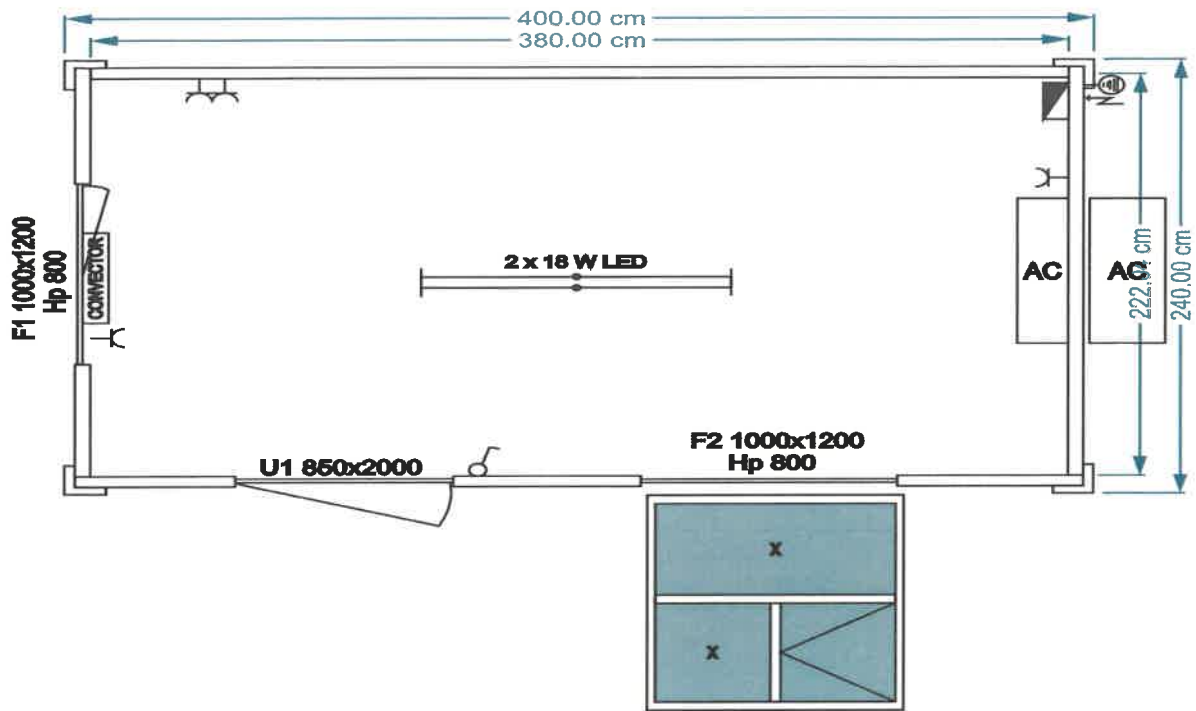 400.00 cm
380.00 cm
F1 1000x1200
Hp 800
CONVECTOR
2 x 18 W LED
AC
AC
240.00 cm
U1 850x2000
F2 1000x1200
Hp 800
x
x